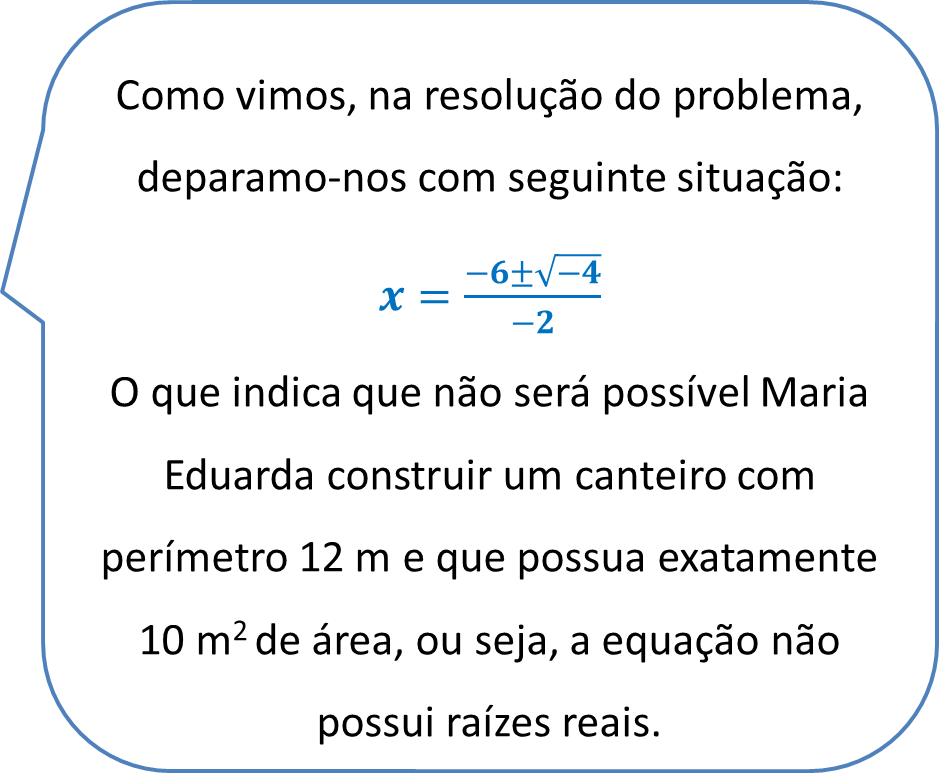 Como vimos, na resolução do problema,
deparamo-nos com seguinte situação:
x = \frac{-6±\sqrt{-4}}{-2}
O que indica que não será possível Maria
Eduarda construir um canteiro com
perímetro 12 m e que possua exatamente
10 m² de área, ou seja, a equação não
possui raízes reais.